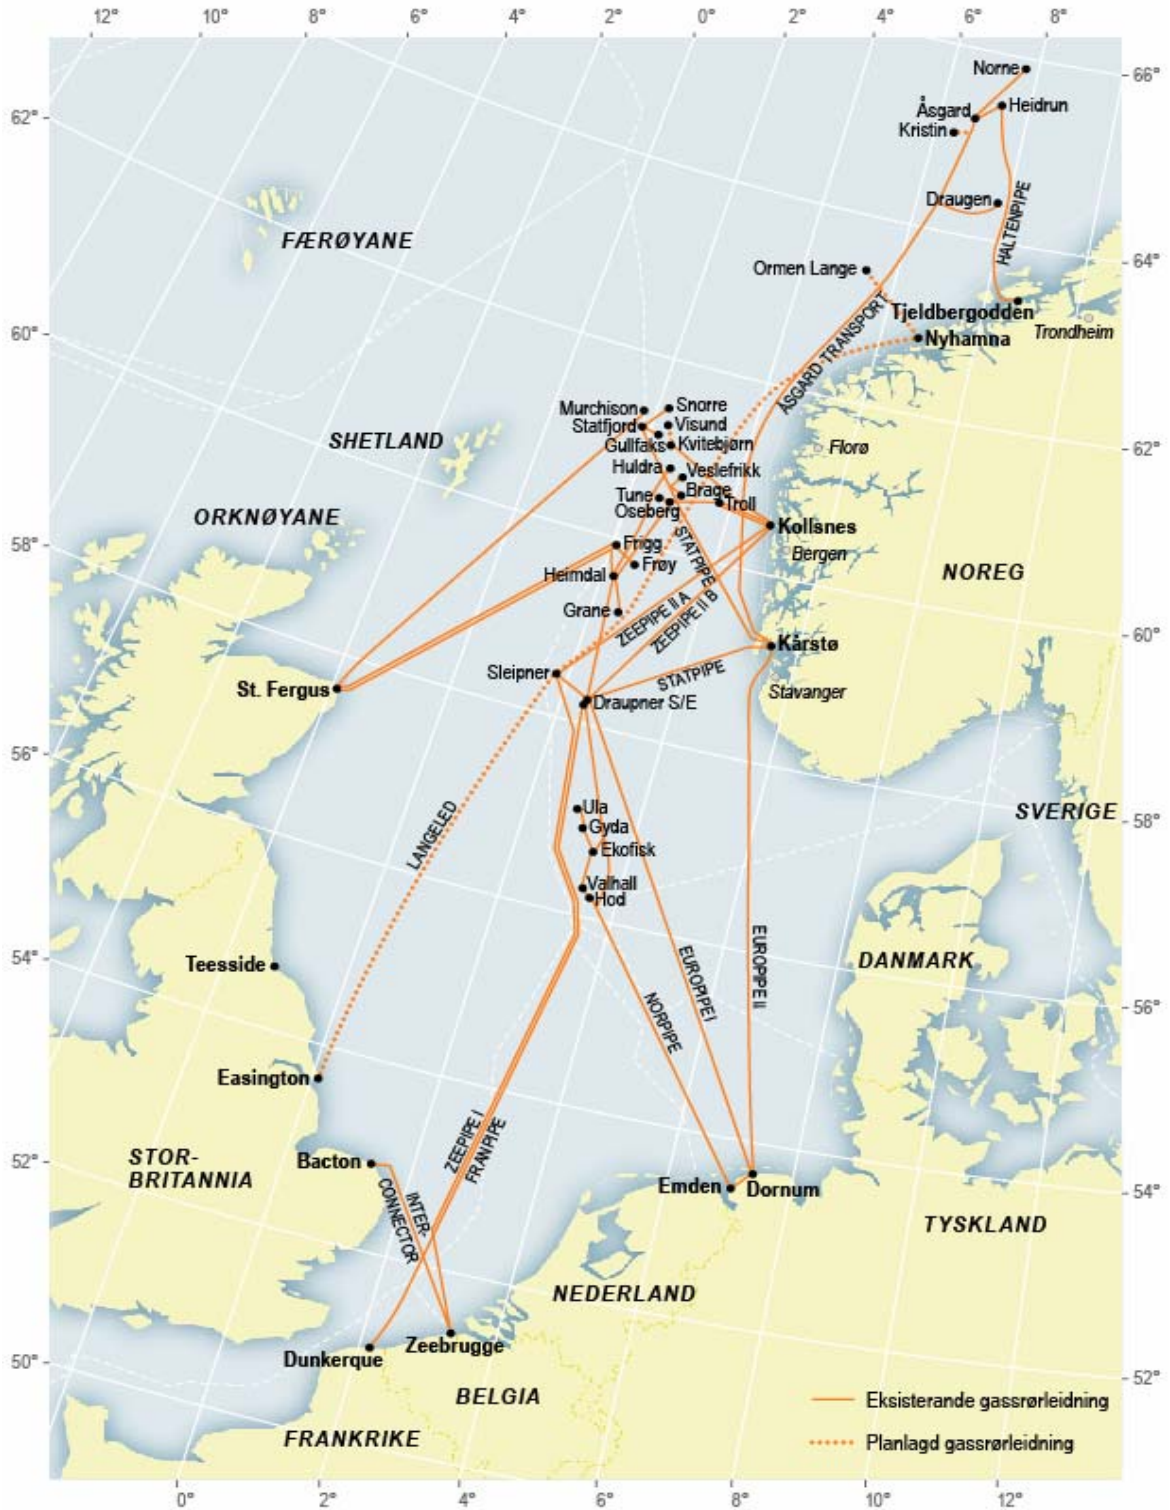 12° 10° 8° 6° 4° 2° 0° 2° 4° 6° 8°
Norne
66°
Åsgard
Heidrun
62°
Kristin
Draugen
HALTENPIPE
FÆRØYANE
Ormen Lange
64°
Tjeldbergodden
Trondheim
60°
Nyhamna
ÅSGARD TRANSPORT
Murchison
Snorre
Statfjord
Visund
SHETLAND
Gullfaks
Kvitebjørn
Florø
62°
Huldra
Veslefrikk
Tune
Brage
Oseberg
Troll
ORKNØYANE
Kollsnes
58°
Frigg
STATPIPE
Bergen
Frøy
Heimdal
NOREG
Grane
ZEEPIPE II A
ZEEPIPE II B
60°
Kårstø
Sleipner
STATPIPE
St. Fergus
Stavanger
Draupner S/E
56°
Ula
SVERIGE
58°
Gyda
LANGELED
Ekofisk
Valhall
Hod
54°
Teesside
DANMARK
EUROPIPE I
EUROPIPE II
NORPIPE
56°
Easington
ZEEPIPE I
FRANPIPE
52°
STOR-
BRITANNIA
Bacton
INTER-
CONNECTOR
Emden
Dornum
54°
TYSKLAND
NEDERLAND
Zeebrugge
Dunkerque
50°
52°
BELGIA
Eksisterande gassrørleidning
FRANKRIKE
Planlagd gassrørleidning
0° 2° 4° 6° 8° 10° 12°